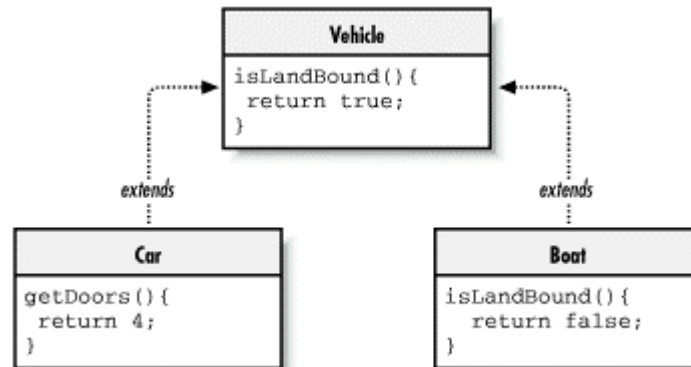 Vehicle
isLandBound(){
return true;
}
extends
extends
Car
getDoors(){
return 4;
}
Boat
isLandBound(){
return false;
}